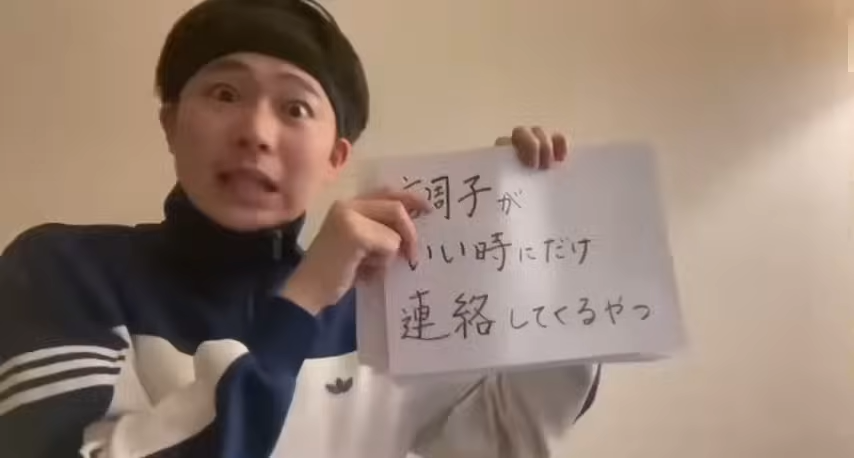 調子が
いい時にだけ
連絡してくるやつ